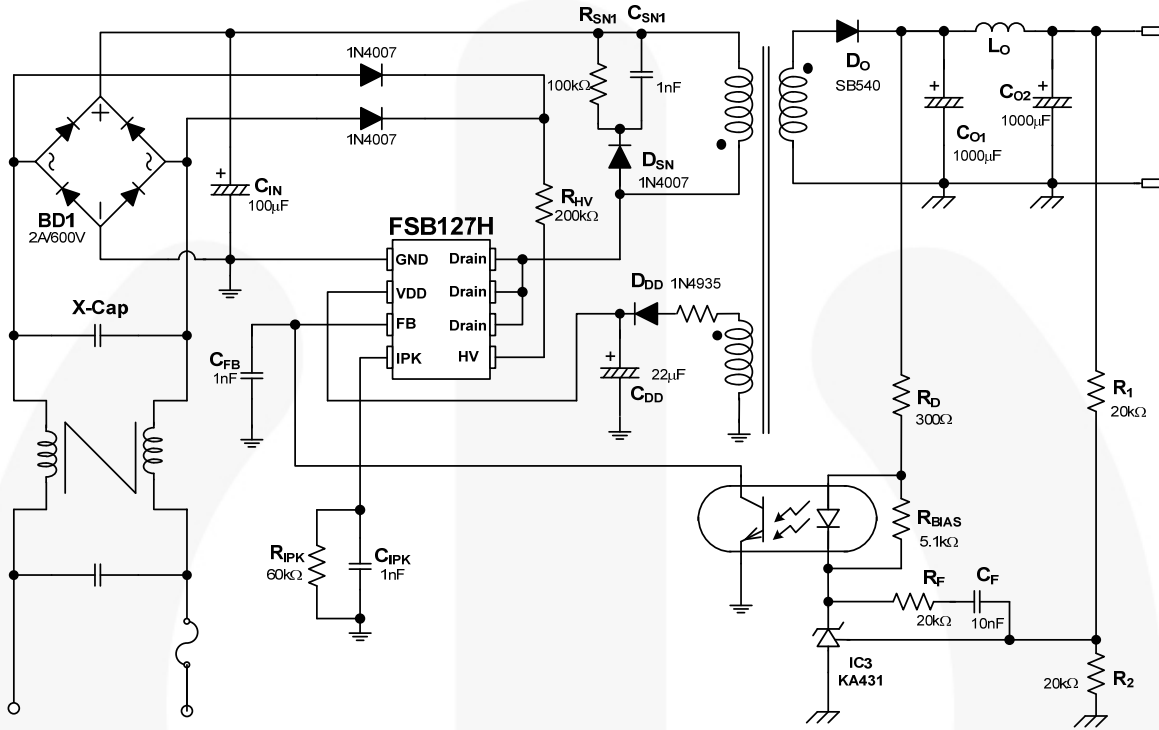 RSN1 CSN1
1N4007
100kΩ
1nF
DO
SB540
LO
CO1
1000µF
CO2
1000µF
1N4007
DSN
1N4007
+
~
~
−
BD1
2A/600V
+
CIN
100µF
RHV
200kΩ
FSB127H
GND
VDD
FB
IPK
Drain
Drain
Drain
HV
DDD 1N4935
+
22µF
CDD
+
+
X-Cap
CFB
1nF
RD
300Ω
R1
20kΩ
RIPK
60kΩ
CIPK
1nF
RBIAS
5.1kΩ
RF
20kΩ
CF
10nF
IC3
KA431
20kΩ
R2